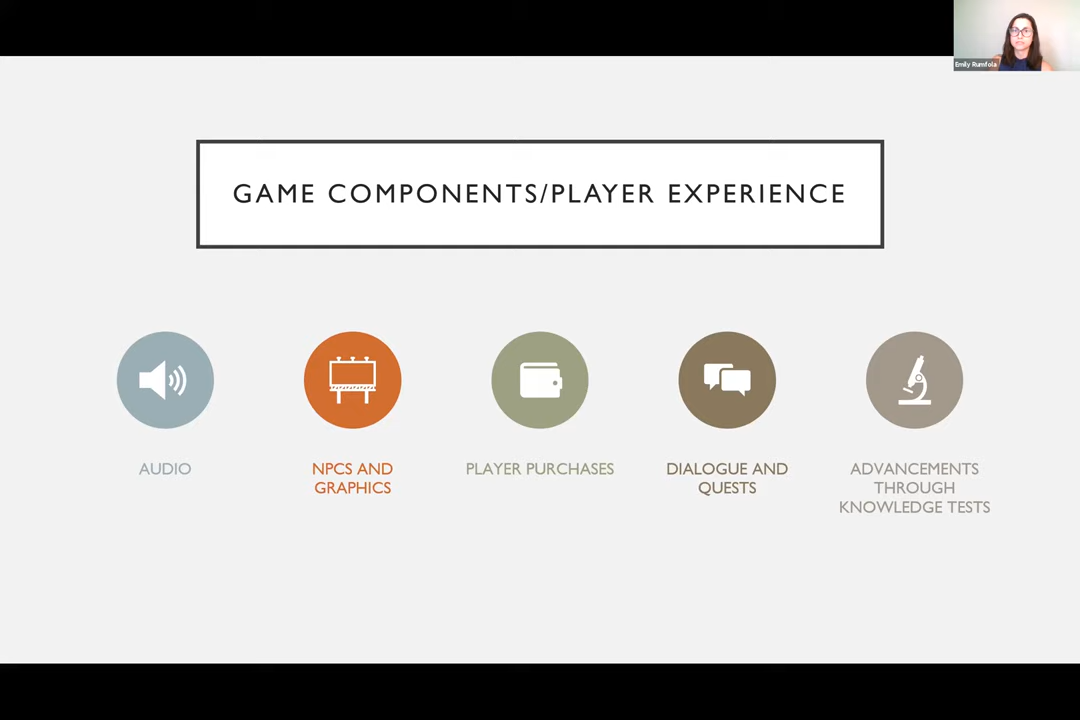 Emily Rumfola
GAME COMPONENTS/PLAYER EXPERIENCE
AUDIO
NPCS AND
GRAPHICS
PLAYER PURCHASES
DIALOGUE AND
QUESTS
ADVANCEMENTS
THROUGH
KNOWLEDGE TESTS